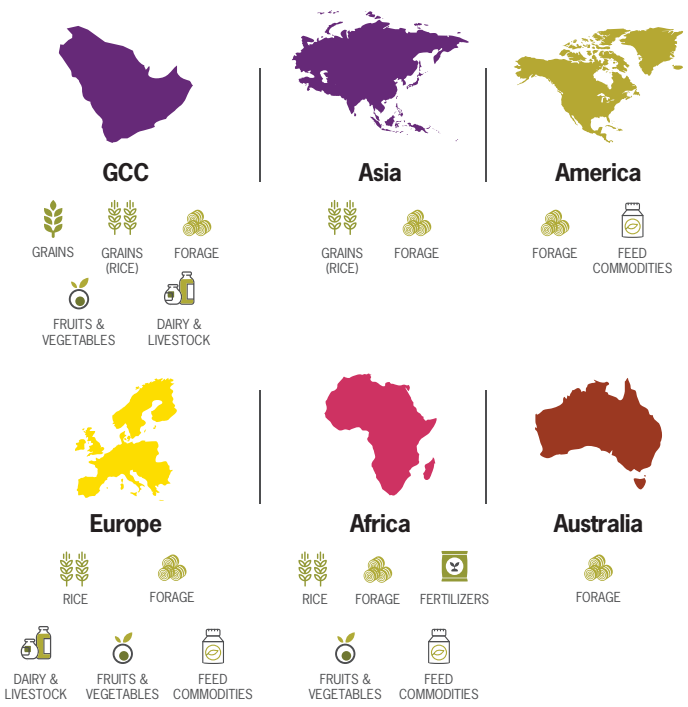 GCC
Asia
America
GRAINS
GRAINS
(RICE)
FORAGE
GRAINS
(RICE)
FORAGE
FORAGE
FEED
COMMODITIES
FRUITS &
VEGETABLES
DAIRY &
LIVESTOCK
Europe
Africa
Australia
RICE
FORAGE
RICE
FORAGE
FERTILIZERS
FORAGE
DAIRY &
LIVESTOCK
FRUITS &
VEGETABLES
FEED
COMMODITIES
FRUITS &
VEGETABLES
FEED
COMMODITIES